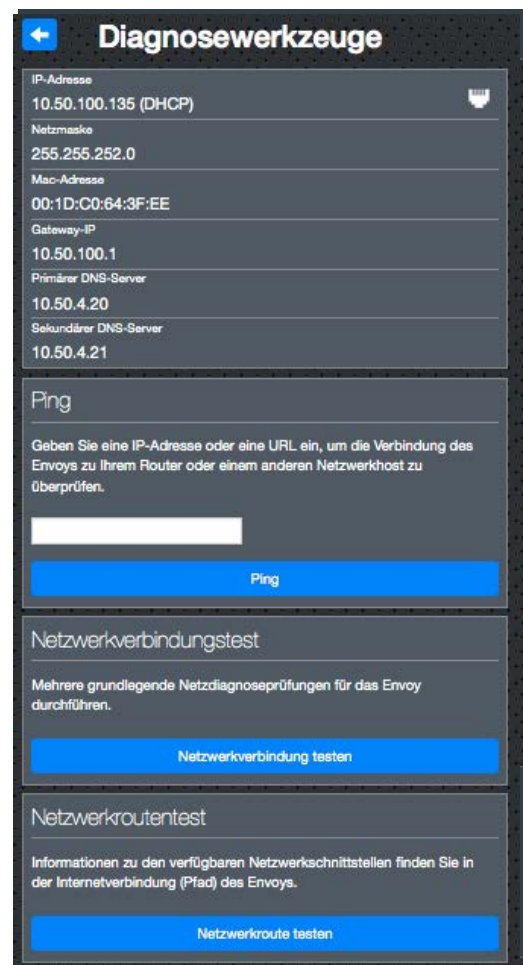 Diagnosewerkzeuge
IP-Adresse
10.50.100.135 (DHCP)
Netzmaske
255.255.252.0
Mac-Adresse
00:1D:C0:64:3F:EE
Gateway-IP
10.50.100.1
Primärer DNS-Server
10.50.4.20
Sekundärer DNS-Server
10.50.4.21
Ping
Geben Sie eine IP-Adresse oder eine URL ein, um die Verbindung des
Envoys zu Ihrem Router oder einem anderen Netzwerkhost zu
überprüfen.
Ping
Netzwerkverbindungstest
Mehrere grundlegende Netzdiagnoseprüfungen für das Envoy
durchführen.
Netzwerkverbindung testen
Netzwerkroutentest
Informationen zu den verfügbaren Netzwerkschnittstellen finden Sie in
der Internetverbindung (Pfad) des Envoys.
Netzwerkroute testen